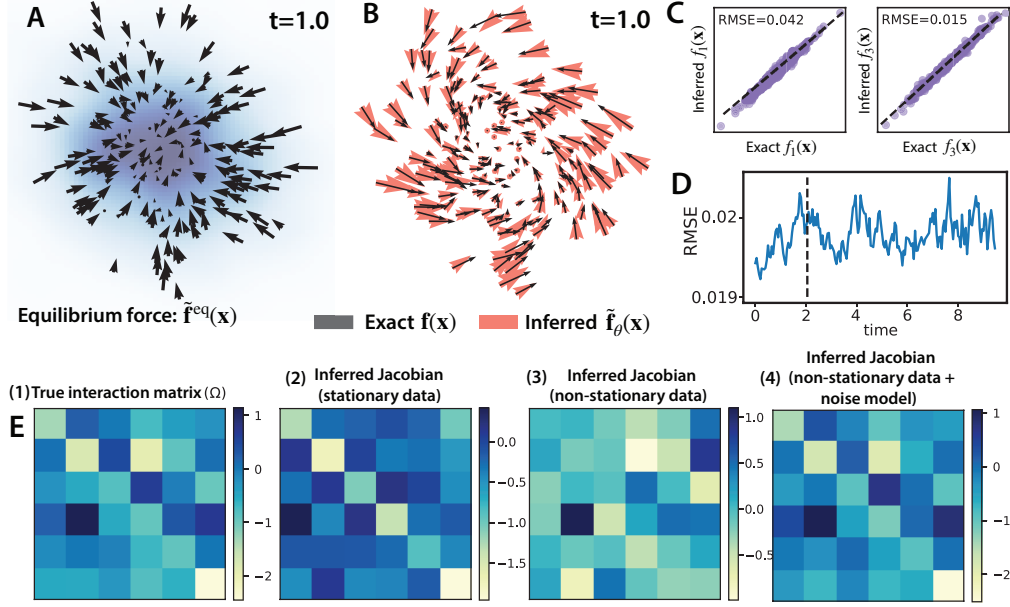 A
t=1.0
Equilibrium force: f̃^eq(x)
B
t=1.0
Exact f(x)
Inferred f̃_θ(x)
C
RMSE=0.042
Inferred f₁(x)
Exact f₁(x)
RMSE=0.015
Inferred f₃(x)
Exact f₃(x)
D
RMSE
0.02
0.019
0
2
4
6
8
time
E
(1) True interaction matrix (Ω)
1
0
−1
−2
(2) Inferred Jacobian
(stationary data)
0.0
−0.5
−1.0
−1.5
(3) Inferred Jacobian
(non-stationary data)
1.0
0.5
0.0
−0.5
(4) Inferred Jacobian
(non-stationary data +
noise model)
1
0
−1
−2